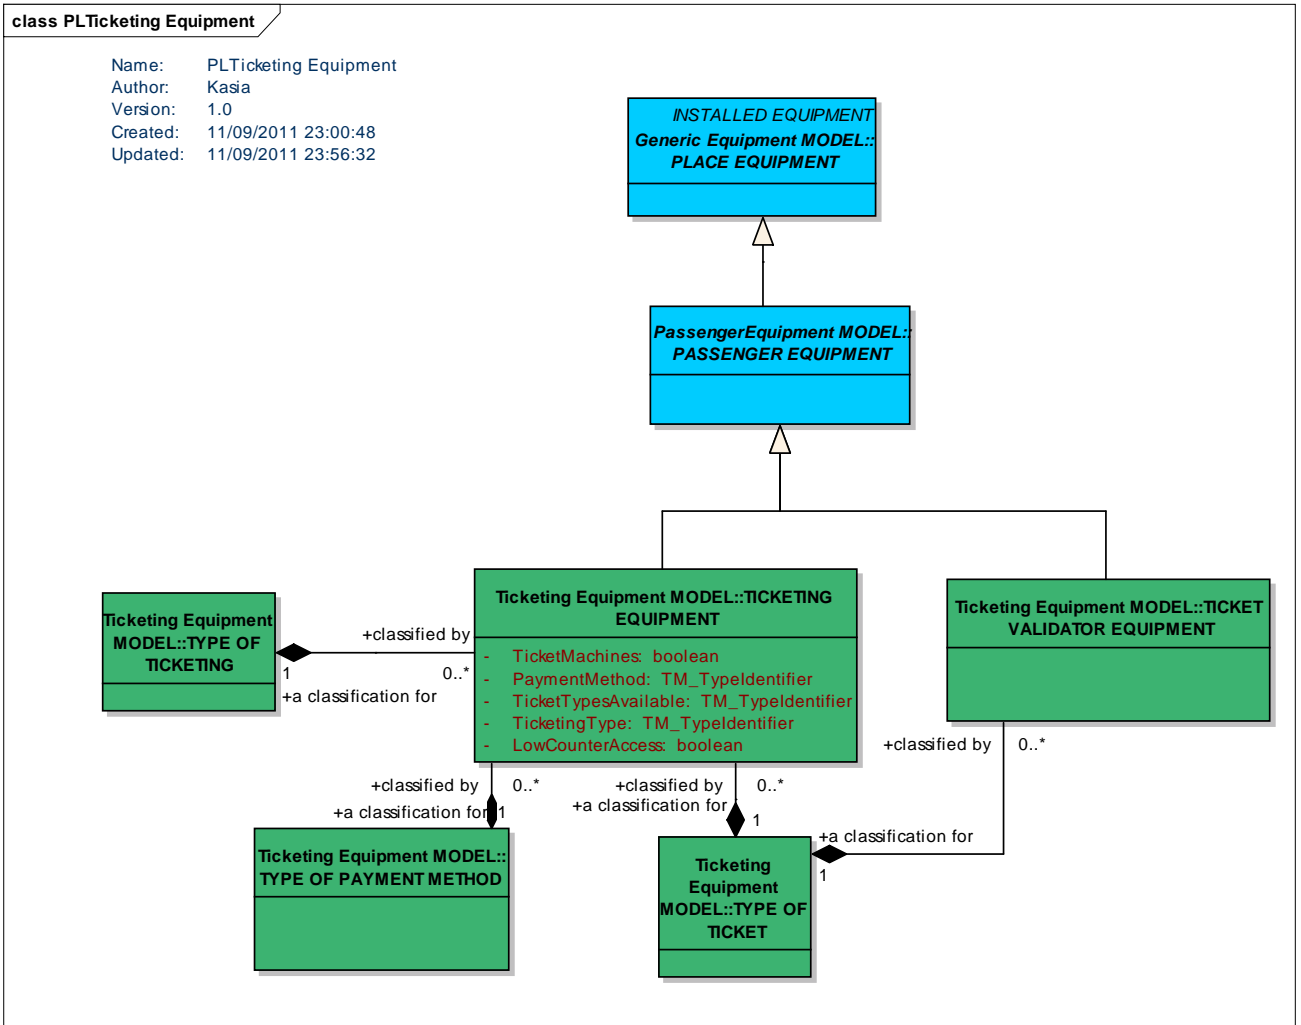 class PLTicketing Equipment
Name: PLTicketing Equipment
Author: Kasia
Version: 1.0
Created: 11/09/2011 23:00:48
Updated: 11/09/2011 23:56:32
INSTALLED EQUIPMENT
Generic Equipment MODEL::
PLACE EQUIPMENT
PassengerEquipment MODEL::
PASSENGER EQUIPMENT
Ticketing Equipment
MODEL::TYPE OF
TICKETING
+classified by
1
0..*
+a classification for
Ticketing Equipment MODEL::TICKETING
EQUIPMENT
- TicketMachines: boolean
- PaymentMethod: TM_TypeIdentifier
- TicketTypesAvailable: TM_TypeIdentifier
- TicketingType: TM_TypeIdentifier
- LowCounterAccess: boolean
Ticketing Equipment MODEL::TICKET
VALIDATOR EQUIPMENT
+classified by 0..*
+a classification for 1
+classified by 0..*
+a classification for
1
+classified by 0..*
+a classification for
1
Ticketing Equipment MODEL::
TYPE OF PAYMENT METHOD
Ticketing
Equipment
MODEL::TYPE OF
TICKET